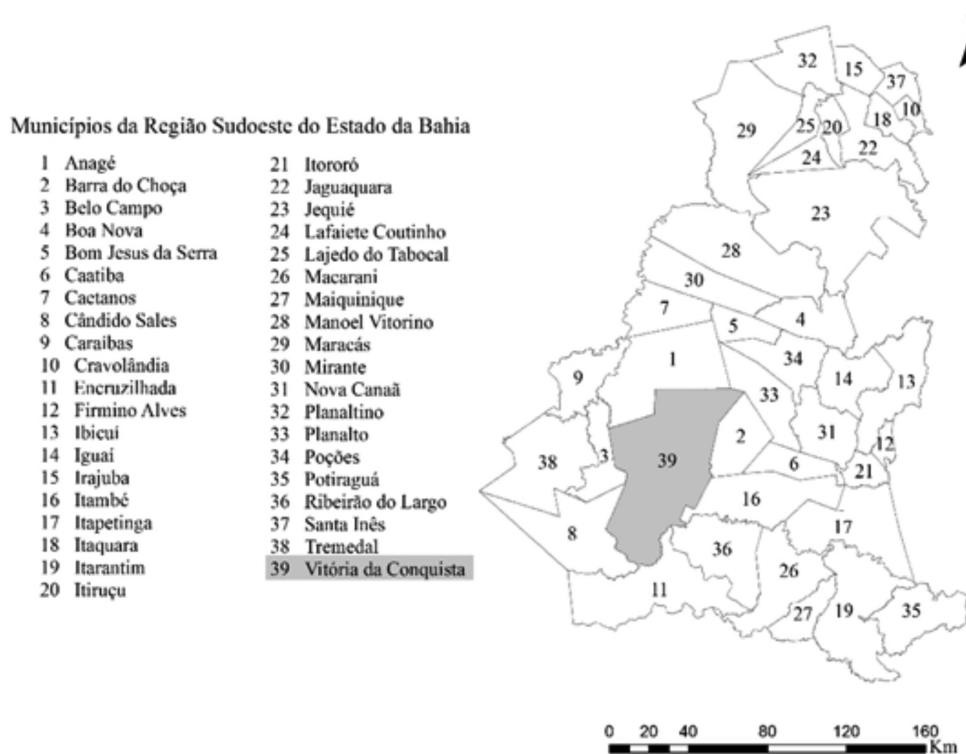 Municípios da Região Sudoeste do Estado da Bahia
1 Anagé
2 Barra do Choça
3 Belo Campo
4 Boa Nova
5 Bom Jesus da Serra
6 Caatiba
7 Caetanos
8 Cândido Sales
9 Caraíbas
10 Cravolândia
11 Encruzilhada
12 Firmino Alves
13 Ibicuí
14 Iguaí
15 Irajuba
16 Itambé
17 Itapetinga
18 Itaquara
19 Itarantim
20 Itiruçu
21 Itororó
22 Jaguaquara
23 Jequié
24 Lafaiete Coutinho
25 Lajedo do Tabocal
26 Macarani
27 Maiquinique
28 Manoel Vitorino
29 Maracás
30 Mirante
31 Nova Canaã
32 Planaltino
33 Planalto
34 Poções
35 Potiraguá
36 Ribeirão do Largo
37 Santa Inês
38 Tremedal
39 Vitória da Conquista
32
15
37
10
18
29
25
20
22
24
23
28
30
7
5
4
1
34
9
14
13
33
2
31
12
3
38
39
6
21
16
8
17
36
26
11
27
19
35
0 20 40 80 120 160
Km